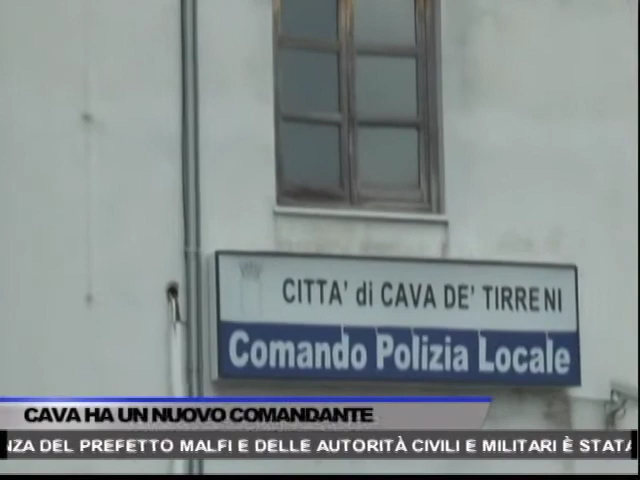 CITTA' di CAVA DE' TIRRENI
Comando Polizia Locale
CAVA HA UN NUOVO COMANDANTE
NZA DEL PREFETTO MALFI E DELLE AUTORITÀ CIVILI E MILITARI È STATA